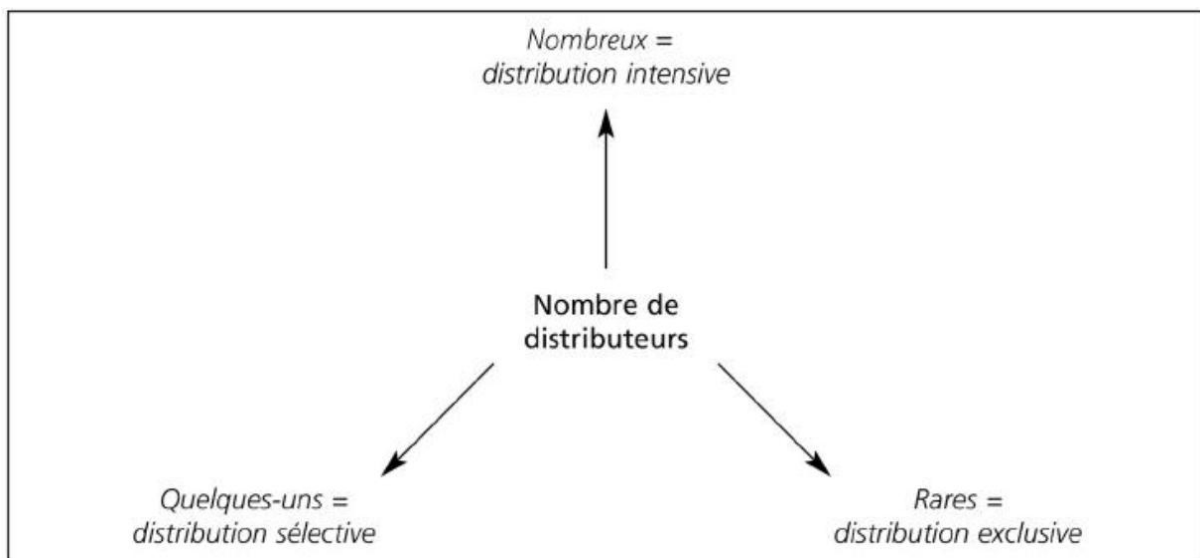 Nombreux =
distribution intensive
Nombre de
distributeurs
Quelques-uns =
distribution sélective
Rares =
distribution exclusive